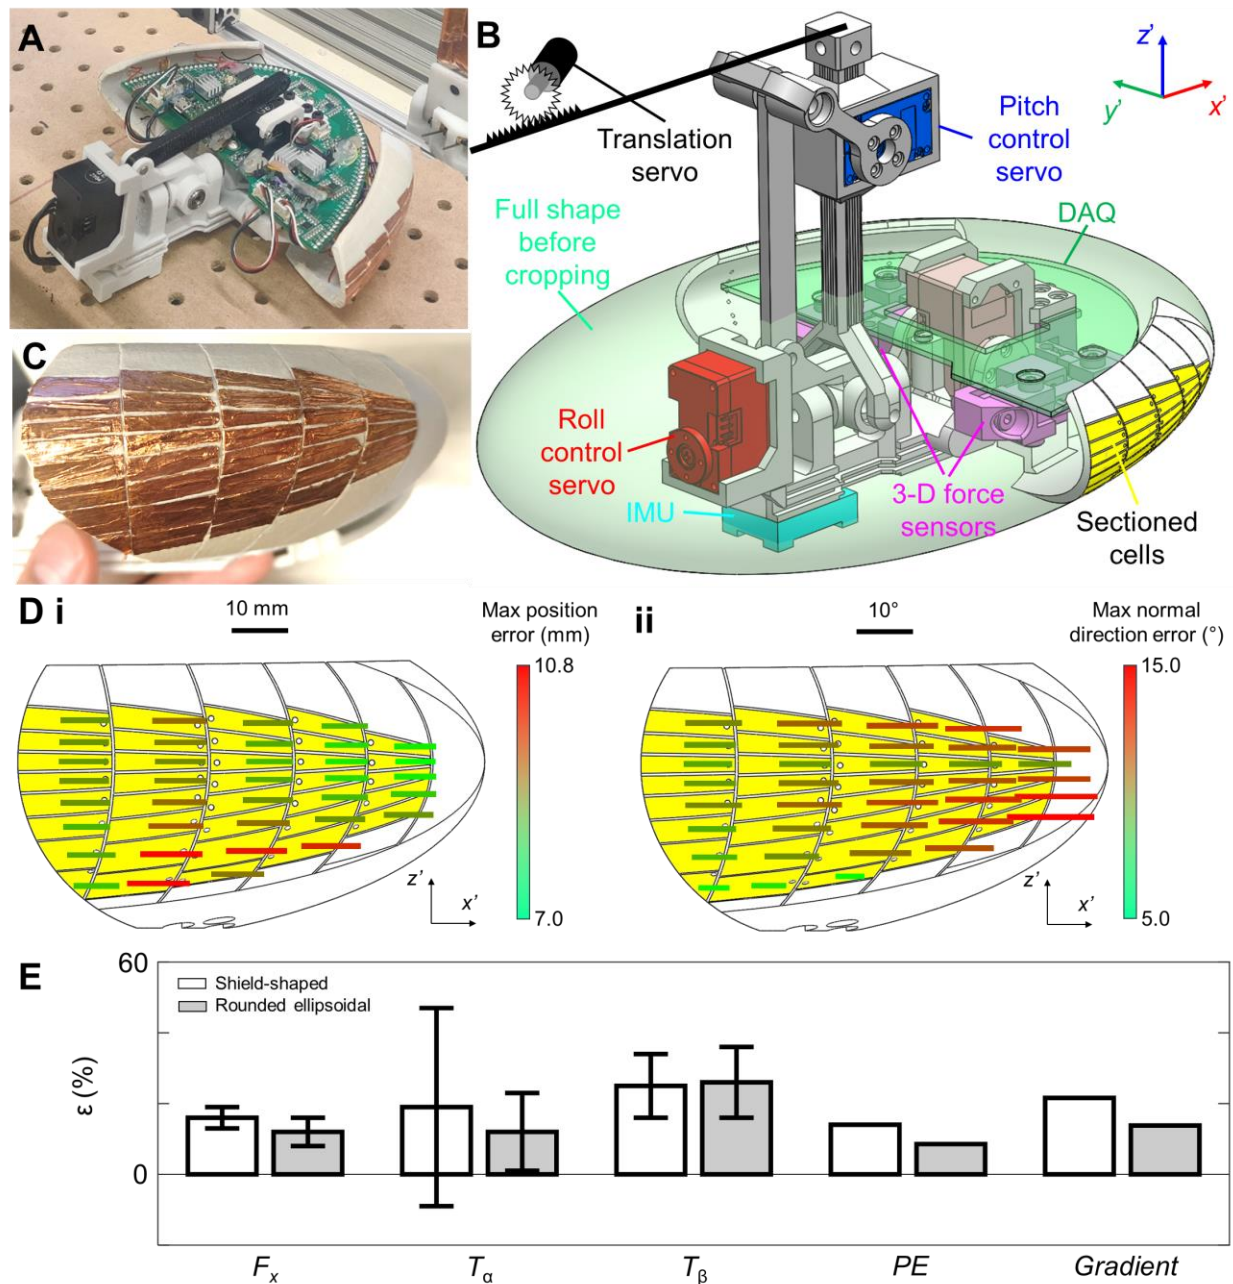 A
B
z'
y'
x'
Translation
servo
Pitch
control
servo
Full shape
before
cropping
DAQ
C
Roll
control
servo
IMU
3-D force
sensors
Sectioned
cells
D i
10 mm
Max position
error (mm)
10.8
7.0
z'
x'
ii
10°
Max normal
direction error (°)
15.0
5.0
z'
x'
E
60
0
ε (%)
Shield-shaped
Rounded ellipsoidal
Fx
Tα
Tβ
PE
Gradient